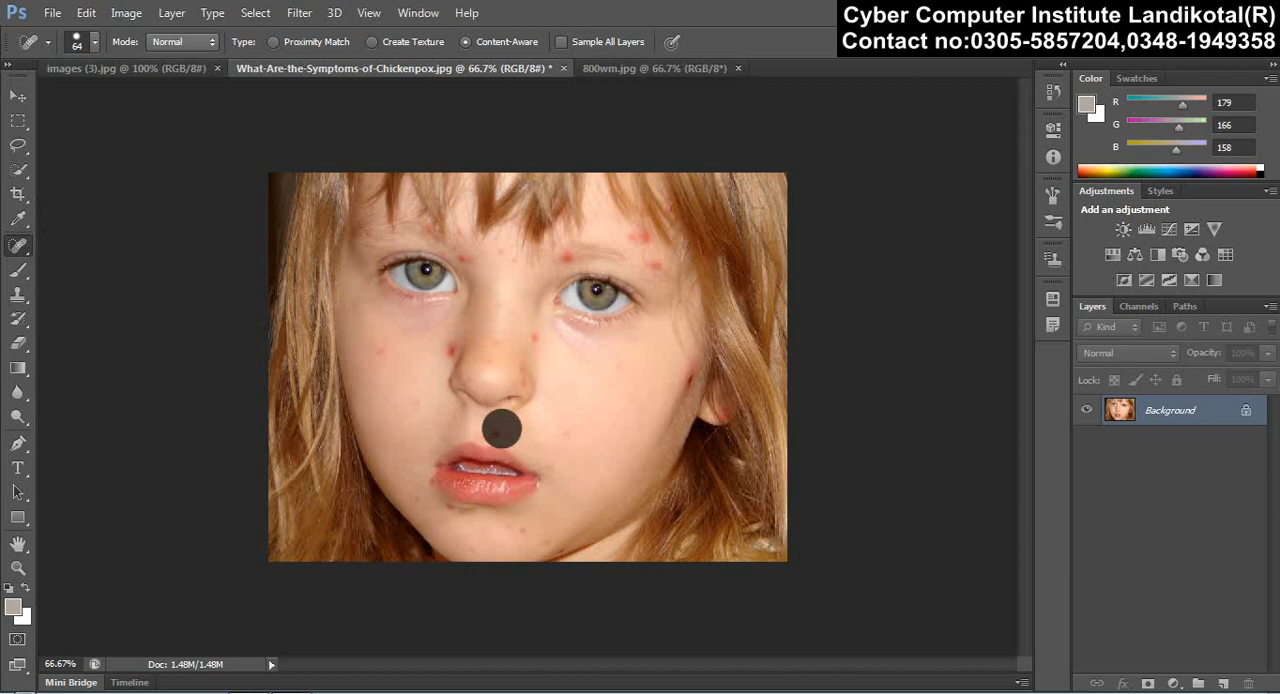 Ps File Edit Image Layer Type Select Filter 3D View Window Help
Cyber Computer Institute Landikotal(R)
Contact no:0305-5857204,0348-1949358
64 Mode: Normal Type: Proximity Match Create Texture Content-Aware Sample All Layers
images (3).jpg @ 100% (RGB/8#) × What-Are-the-Symptoms-of-Chickenpox.jpg @ 66.7% (RGB/8#) * × 800wm.jpg @ 66.7% (RGB/8*) ×
Color Swatches
R 179
G 166
B 158
Adjustments Styles
Add an adjustment
Layers Channels Paths
Kind
Normal Opacity: 100%
Lock: Fill: 100%
Background
66.67% Doc: 1.48M/1.48M
Mini Bridge Timeline